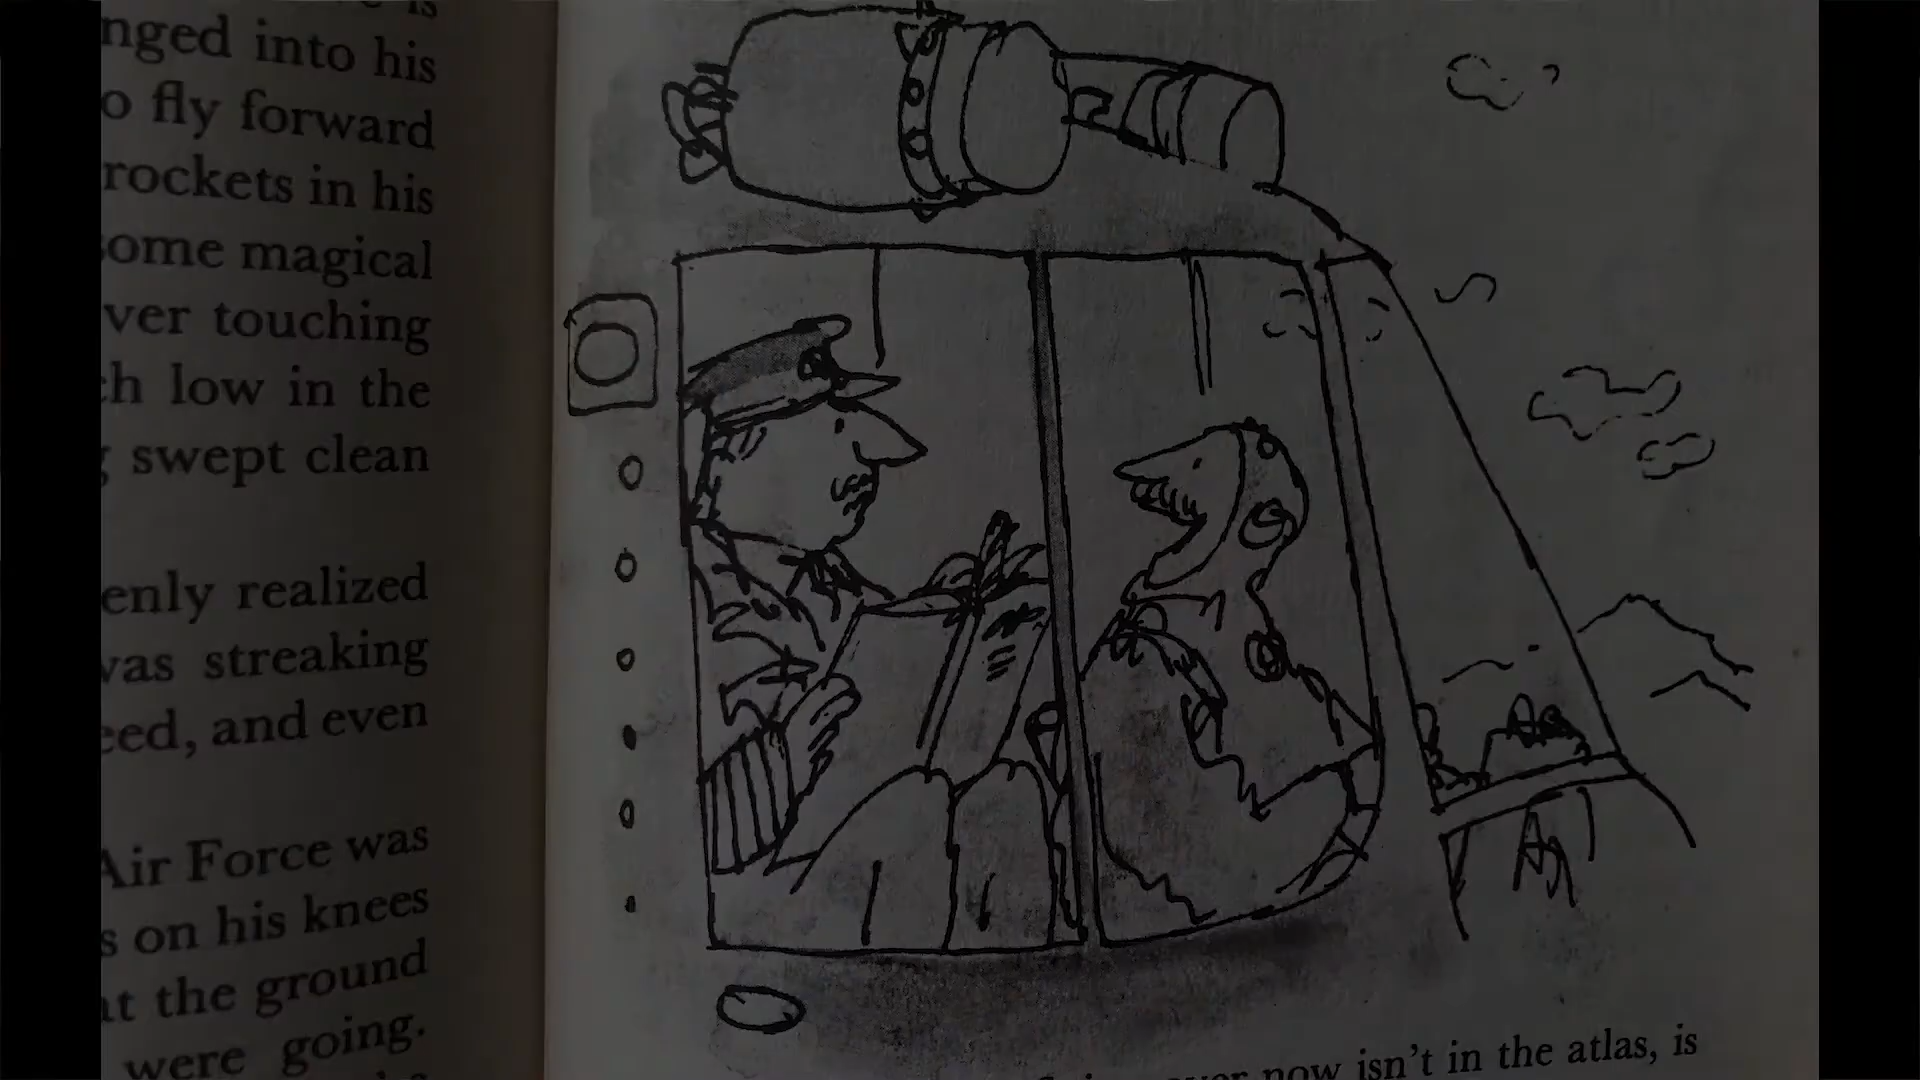 nged into his
o fly forward
rockets in his
ome magical
ver touching
h low in the
swept clean
enly realized
vas streaking
eed, and even
Air Force was
s on his knees
at the ground
were going.
now isn't in the atlas, is